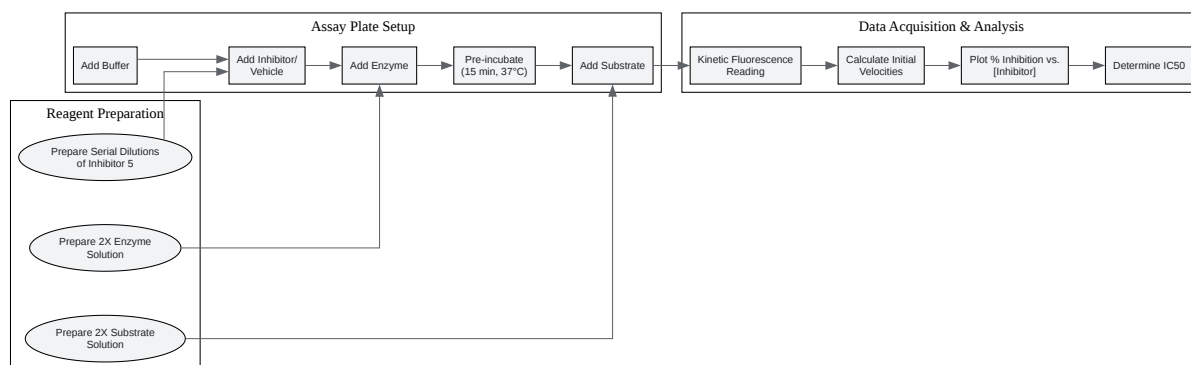 Assay Plate Setup
Add Buffer
Add Inhibitor/
Vehicle
Add Enzyme
Pre-incubate
(15 min, 37°C)
Add Substrate
Data Acquisition & Analysis
Kinetic Fluorescence
Reading
Calculate Initial
Velocities
Plot % Inhibition vs.
[Inhibitor]
Determine IC50
Reagent Preparation
Prepare Serial Dilutions
of Inhibitor 5
Prepare 2X Enzyme
Solution
Prepare 2X Substrate
Solution